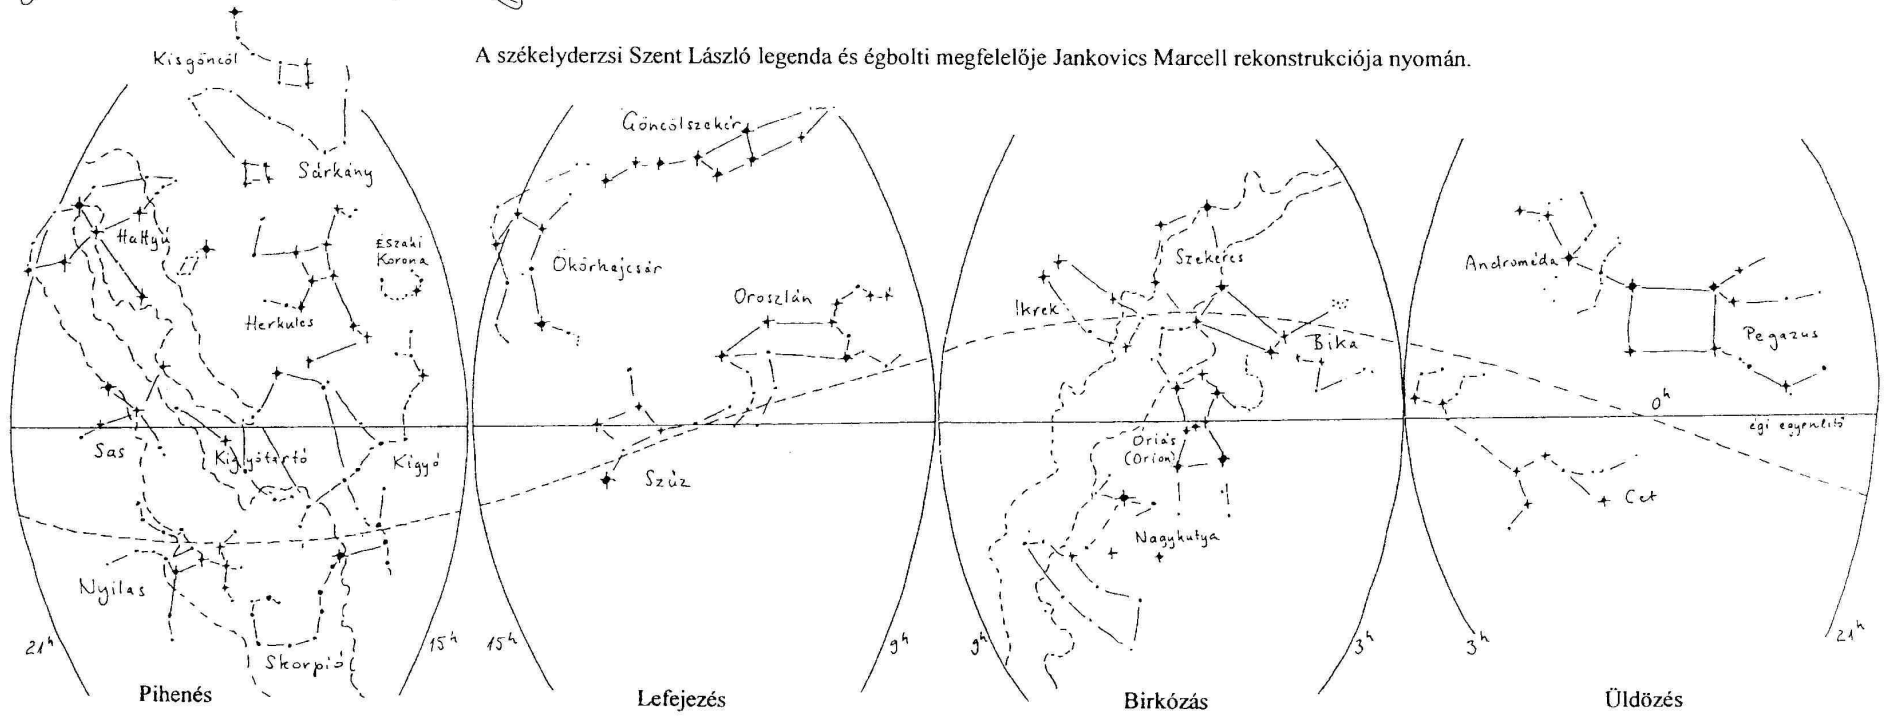 A székelyderzsi Szent László legenda és égbolti megfelelője Jankovics Marcell rekonstrukciója nyomán.
Kisgöncöl
Sárkány
Hattyú
Északi
Korona
Herkules
Sas
Kígyótartó
Kígyó
Nyilas
Skorpió
21h
15h
Pihenés
Göncölszekér
Ökörhajcsár
Oroszlán
Szűz
15h
9h
Lefejezés
Szekeres
Ikrek
Bika
Óriás
(Orion)
Nagykutya
9h
3h
Birkózás
Androméda
Pegazus
0h
égi egyenlítő
Cet
3h
21h
Üldözés